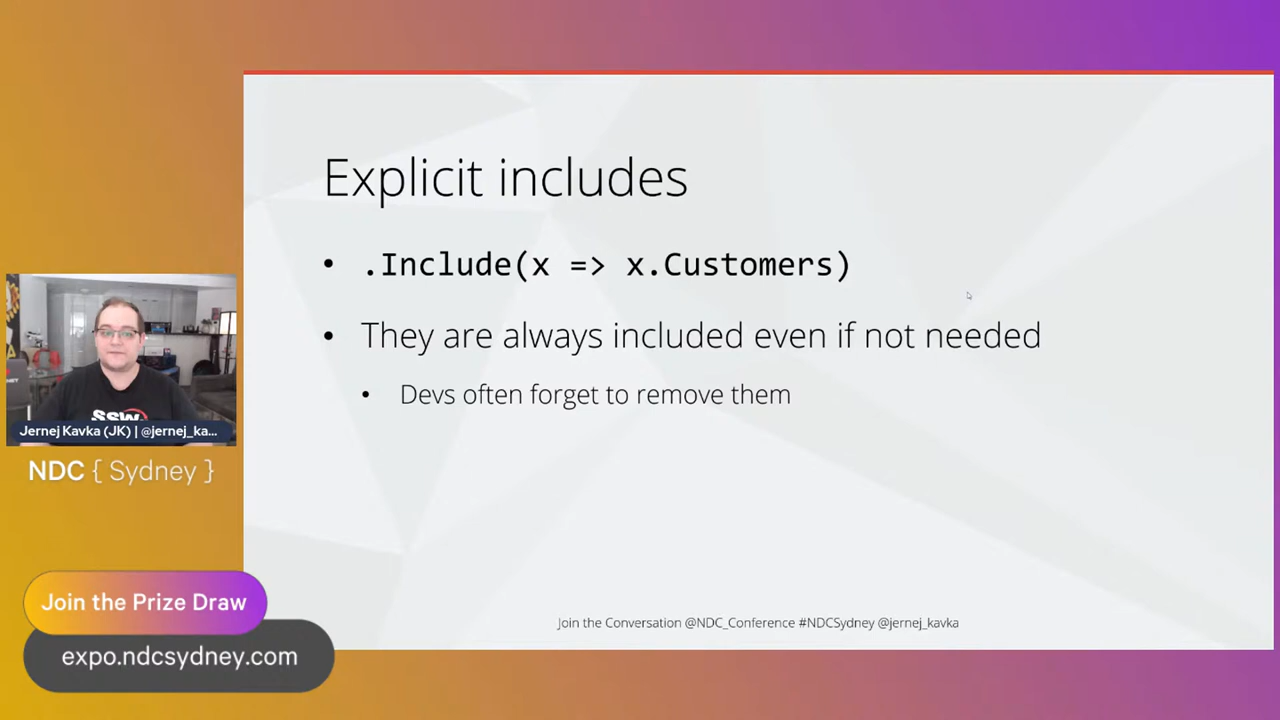 Explicit includes
• .Include(x => x.Customers)
• They are always included even if not needed
• Devs often forget to remove them
SSW
Jernej Kavka (JK) | @jernej_ka...
NDC { Sydney }
Join the Prize Draw
expo.ndcsydney.com
Join the Conversation @NDC_Conference #NDCSydney @jernej_kavka